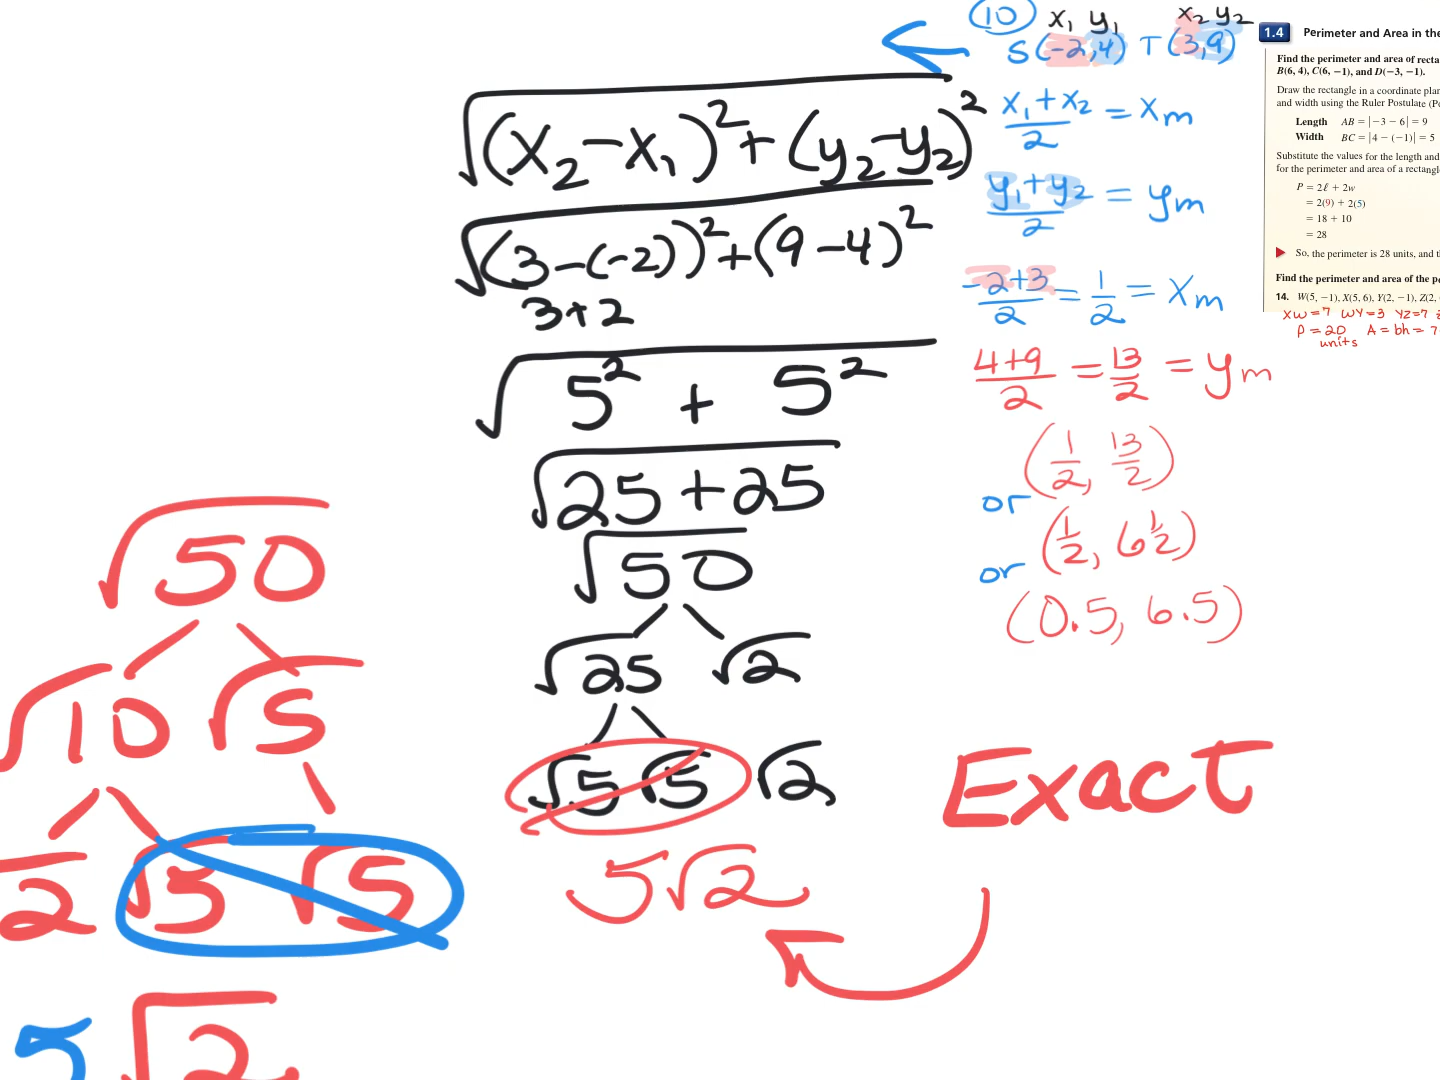 10 x₁ y₁ x₂ y₂
S(-2,4) T(3,9)
√(x₂-x₁)²+(y₂-y₂)²
√(3-(-2))²+(9-4)²
3+2
√5² + 5²
√25+25
√50
√25 √2
√5 √5 √2
5√2
√50
√10 √5
2 √5 √5
5 √2
x₁+x₂/2 = xm
y₁+y₂/2 = ym
-2+3/2 = 1/2 = xm
4+9/2 = 13/2 = ym
(1/2, 13/2)
or
(1/2, 6 1/2)
or
(0.5, 6.5)
Exact
1.4 Perimeter and Area in the
Find the perimeter and area of recta
B(6, 4), C(6, −1), and D(−3, −1).
Draw the rectangle in a coordinate plan
and width using the Ruler Postulate (Po
Length AB = |−3 − 6| = 9
Width BC = |4 − (−1)| = 5
Substitute the values for the length and
for the perimeter and area of a rectangl
P = 2ℓ + 2w
= 2(9) + 2(5)
= 18 + 10
= 28
So, the perimeter is 28 units, and th
Find the perimeter and area of the po
14. W(5, −1), X(5, 6), Y(2, −1), Z(2,
XW=7 WY=3 YZ=7
P=20 A=bh=7
units